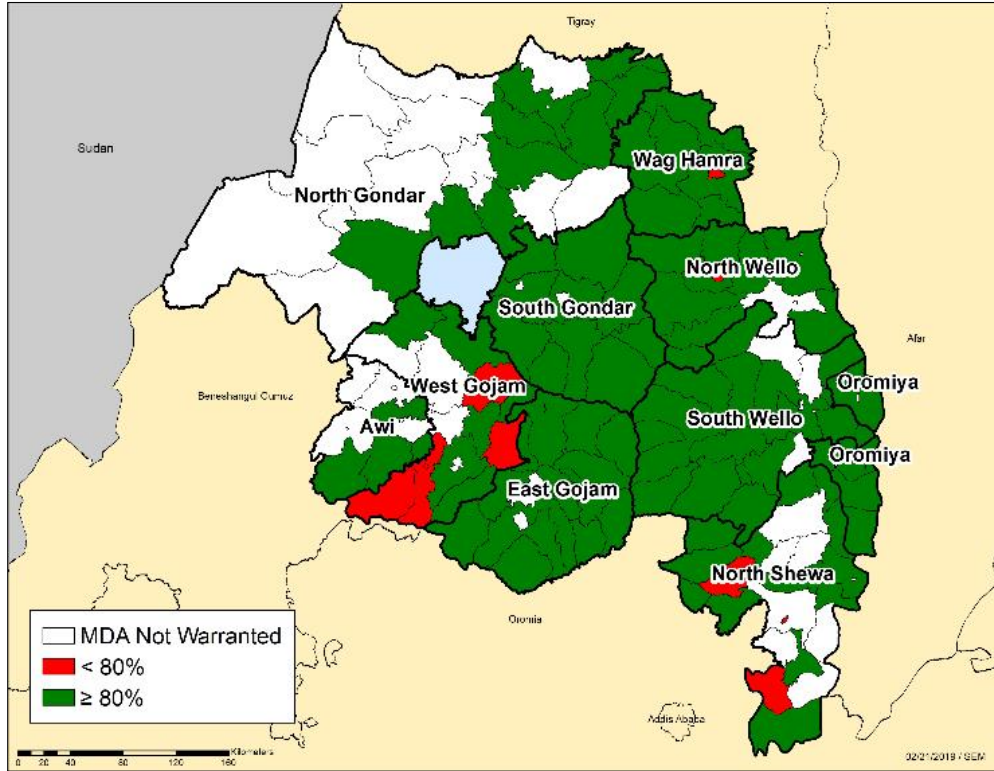 Tigray
Sudan
Wag Hamra
North Gondar
North Wello
South Gondar
Afar
Beneshangul Gumuz
West Gojam
Oromiya
Awi
South Wello
Oromiya
East Gojam
North Shewa
Oromia
MDA Not Warranted
< 80%
≥ 80%
Addis Ababa
Kilometers
0 20 40 80 120 160
02/21/2019 / SEM